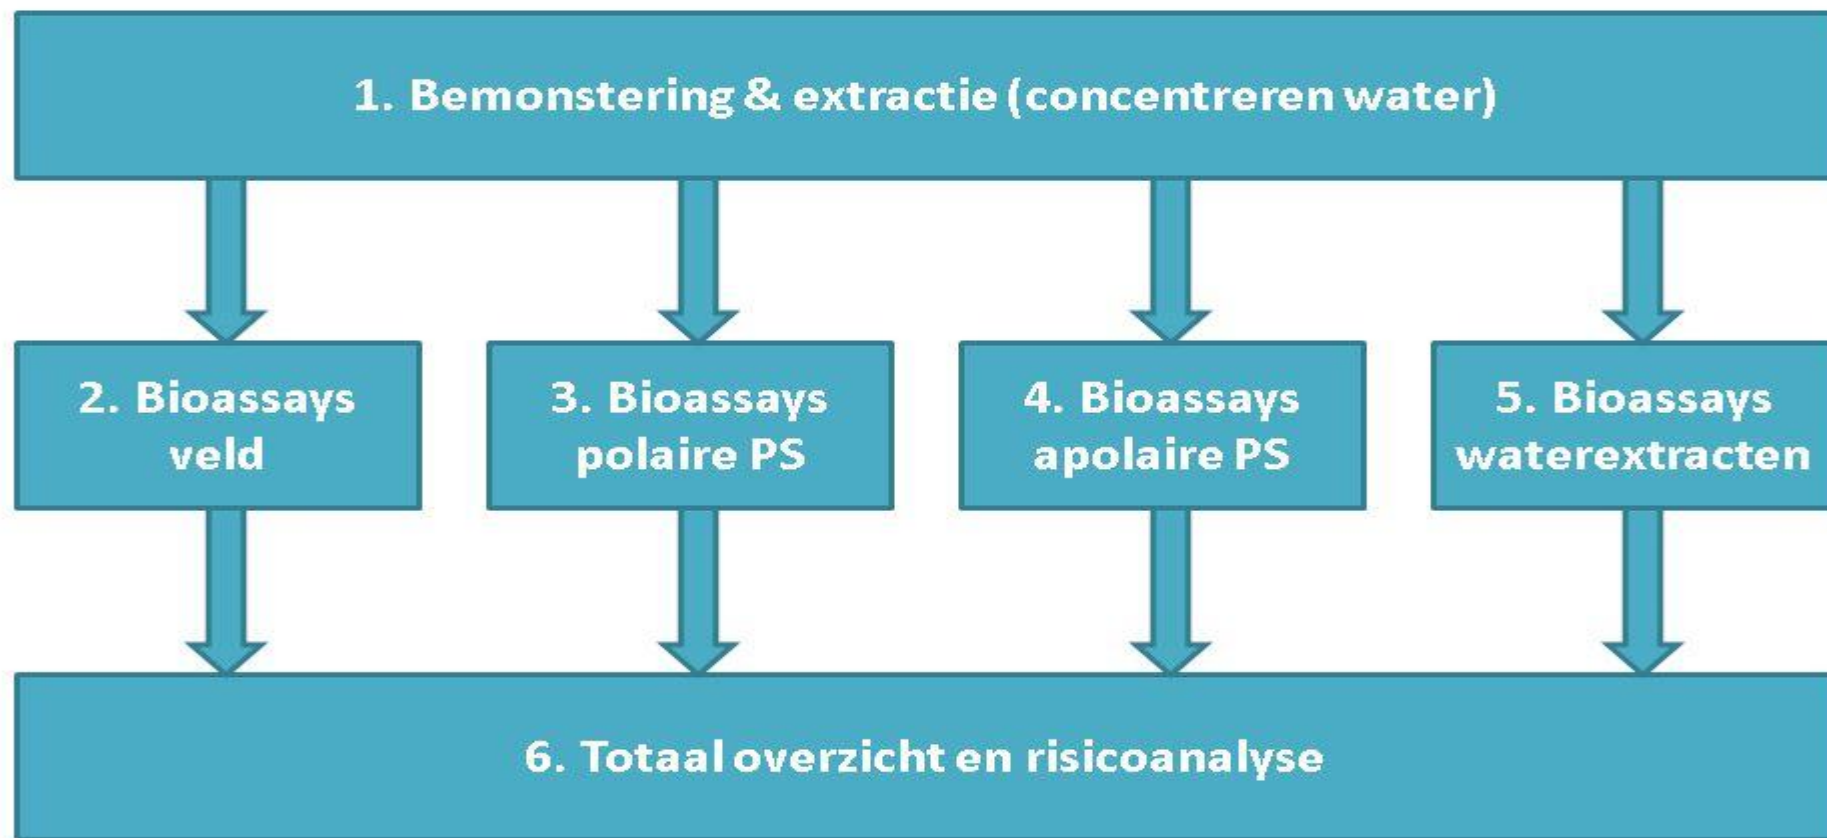 1. Bemonstering & extractie (concentreren water)
2. Bioassays
veld
3. Bioassays
polaire PS
4. Bioassays
apolaire PS
5. Bioassays
waterextracten
6. Totaal overzicht en risicoanalyse